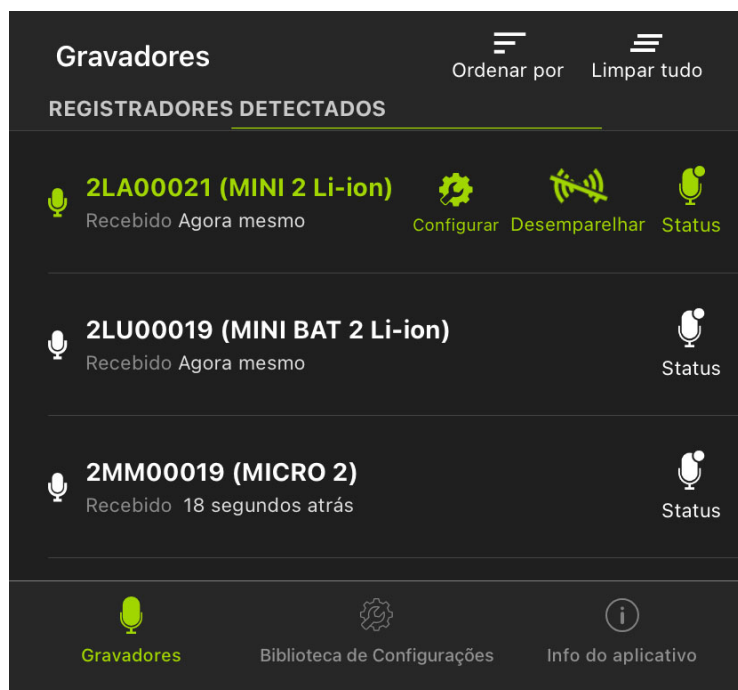 Gravadores
Ordenar por
Limpar tudo
REGISTRADORES DETECTADOS
2LA00021 (MINI 2 Li-ion)
Recebido Agora mesmo
Configurar
Desemparelhar
Status
2LU00019 (MINI BAT 2 Li-ion)
Recebido Agora mesmo
Status
2MM00019 (MICRO 2)
Recebido 18 segundos atrás
Status
Gravadores
Biblioteca de Configurações
Info do aplicativo